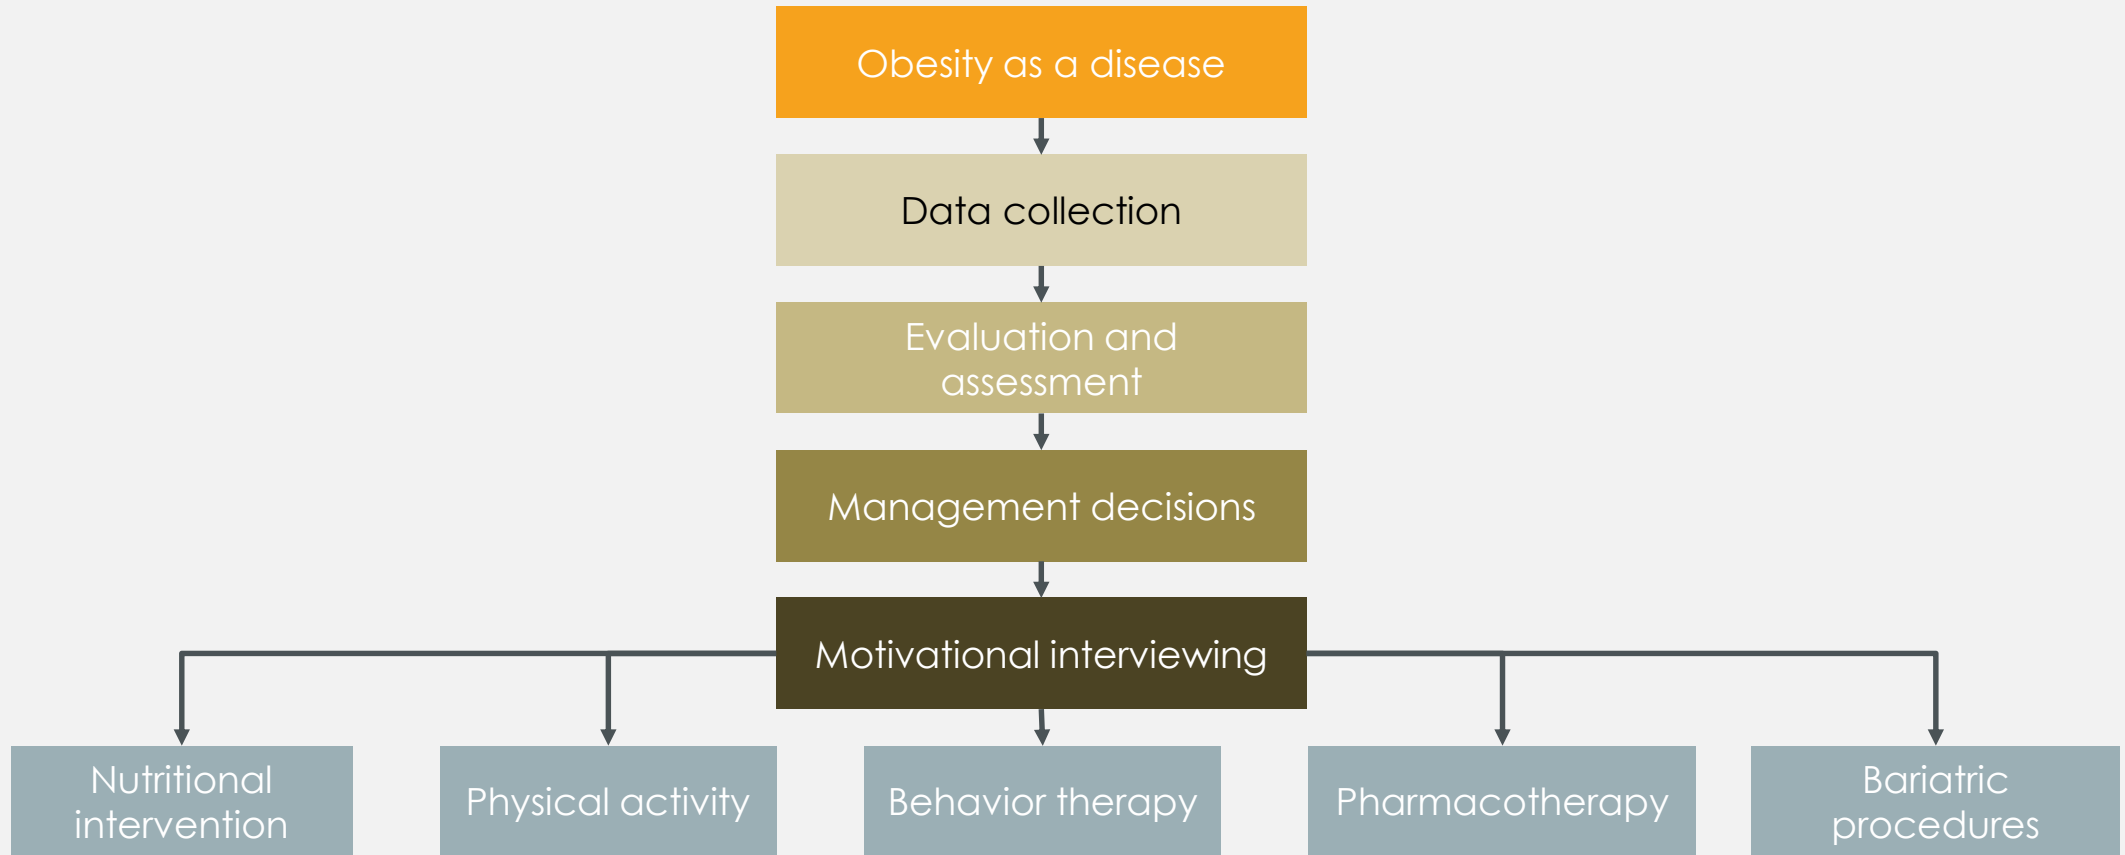 Obesity as a disease
Data collection
Evaluation and
assessment
Management decisions
Motivational interviewing
Nutritional
intervention
Physical activity
Behavior therapy
Pharmacotherapy
Bariatric
procedures